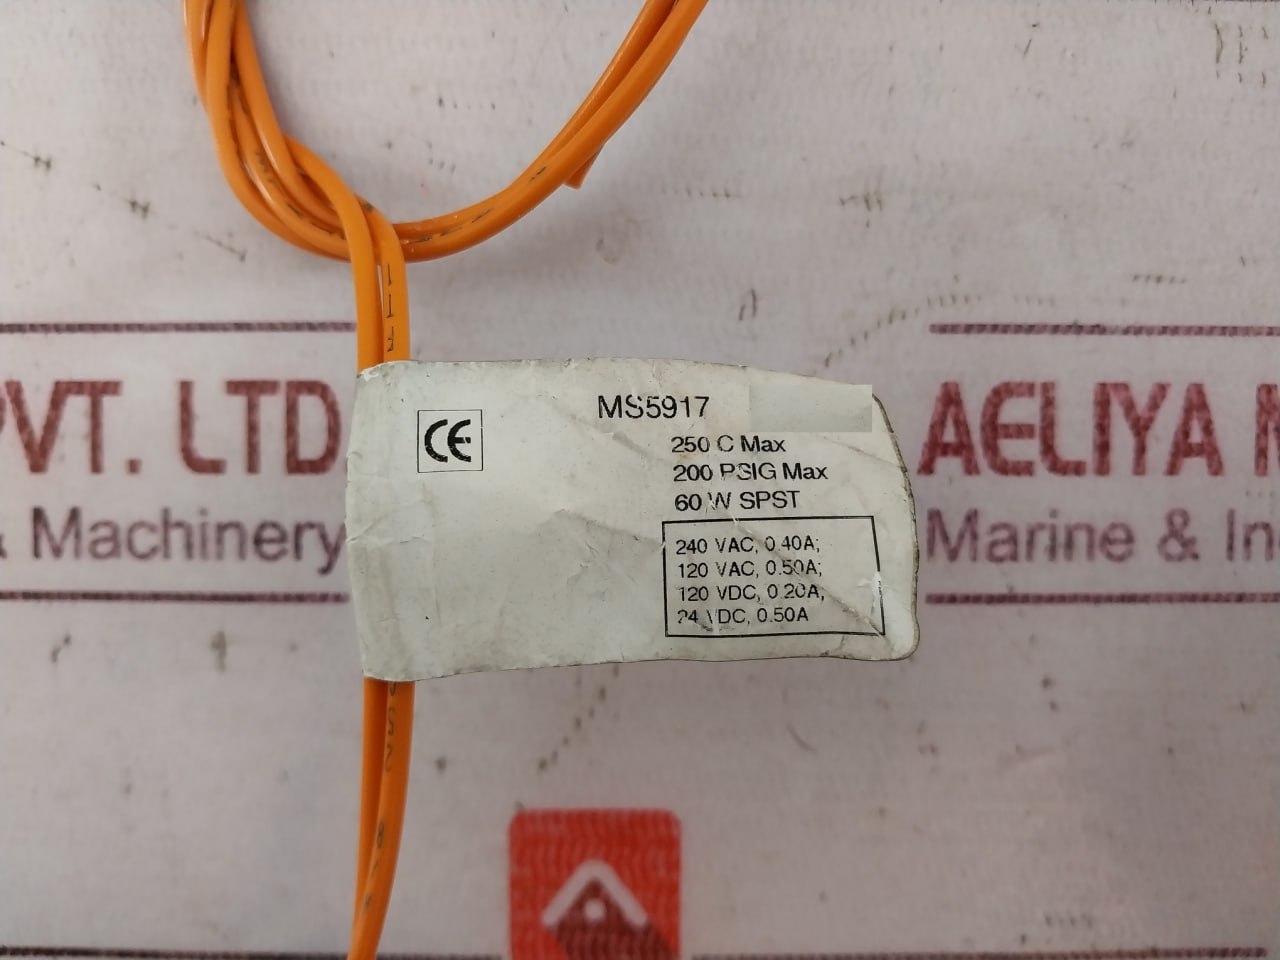 PVT. LTD
& Machinery
CE
MS5917
250 C Max
200 PSIG Max
60 W SPST
240 VAC, 0.40A;
120 VAC, 0.50A;
120 VDC, 0.20A;
24 VDC, 0.50A
AELIYA
Marine & In